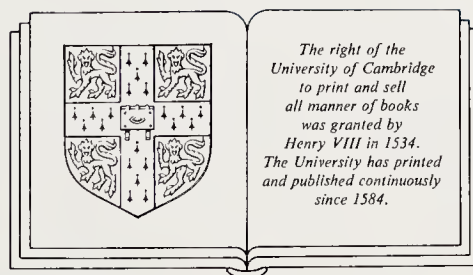 The right of the
University of Cambridge
to print and sell
all manner of books
was granted by
Henry VIII in 1534.
The University has printed
and published continuously
since 1584.